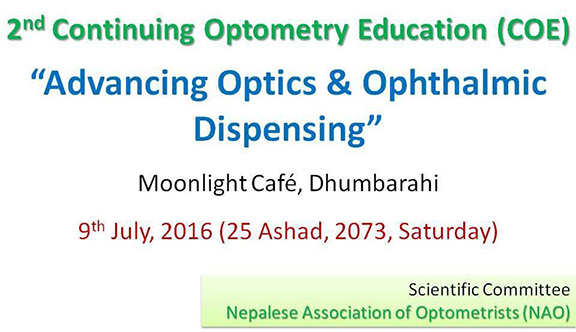 2nd Continuing Optometry Education (COE)
“Advancing Optics & Ophthalmic
Dispensing”
Moonlight Café, Dhumbarahi
9th July, 2016 (25 Ashad, 2073, Saturday)
Scientific Committee
Nepalese Association of Optometrists (NAO)